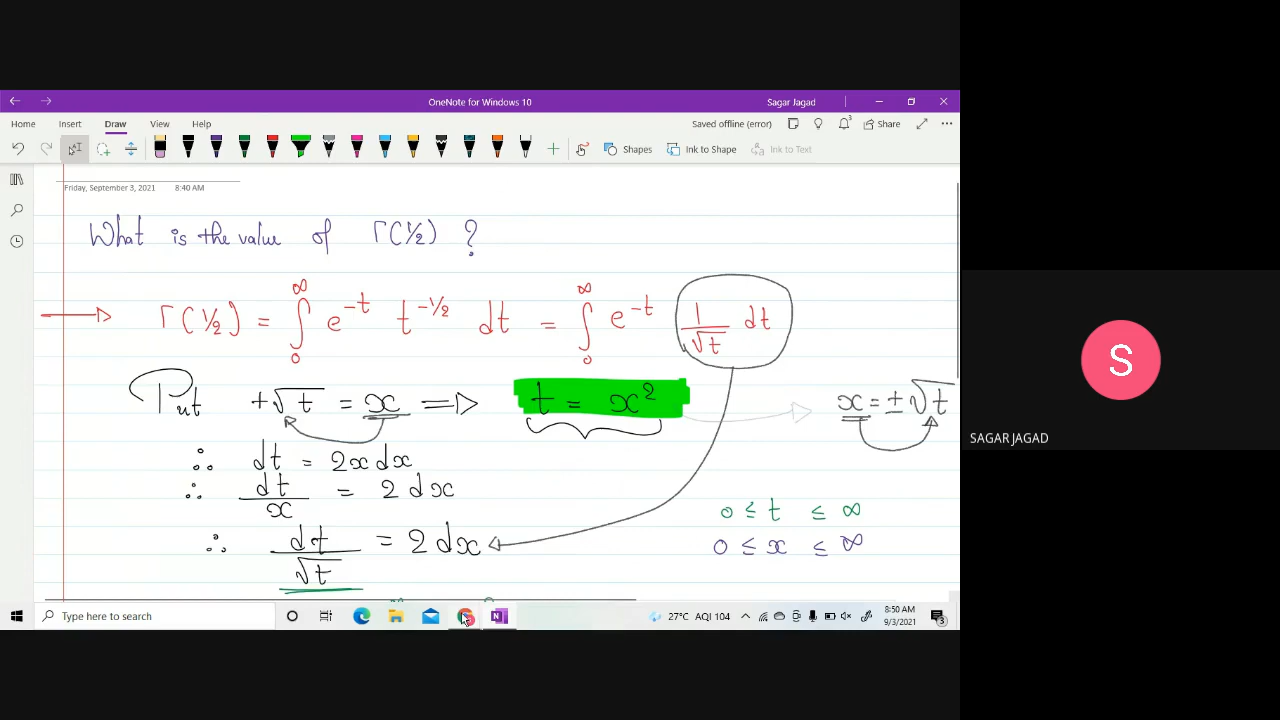 OneNote for Windows 10
Sagar Jagad
Home Insert Draw View Help
Saved offline (error)
3
Share
Shapes
Ink to Shape
Ink to Text
Friday, September 3, 2021 8:40 AM
What is the value of Γ(1/2) ?
Γ(1/2) = ∫₀^∞ e^{-t} t^{-1/2} dt = ∫₀^∞ e^{-t} 1/√t dt
Put +√t = x ⇒ t = x² x = ±√t
∴ dt = 2x dx
∴ dt/x = 2 dx
0 ≤ t ≤ ∞
∴ dt/√t = 2 dx
0 ≤ x ≤ ∞
S
SAGAR JAGAD
Type here to search
27°C AQI 104
8:50 AM
9/3/2021
3